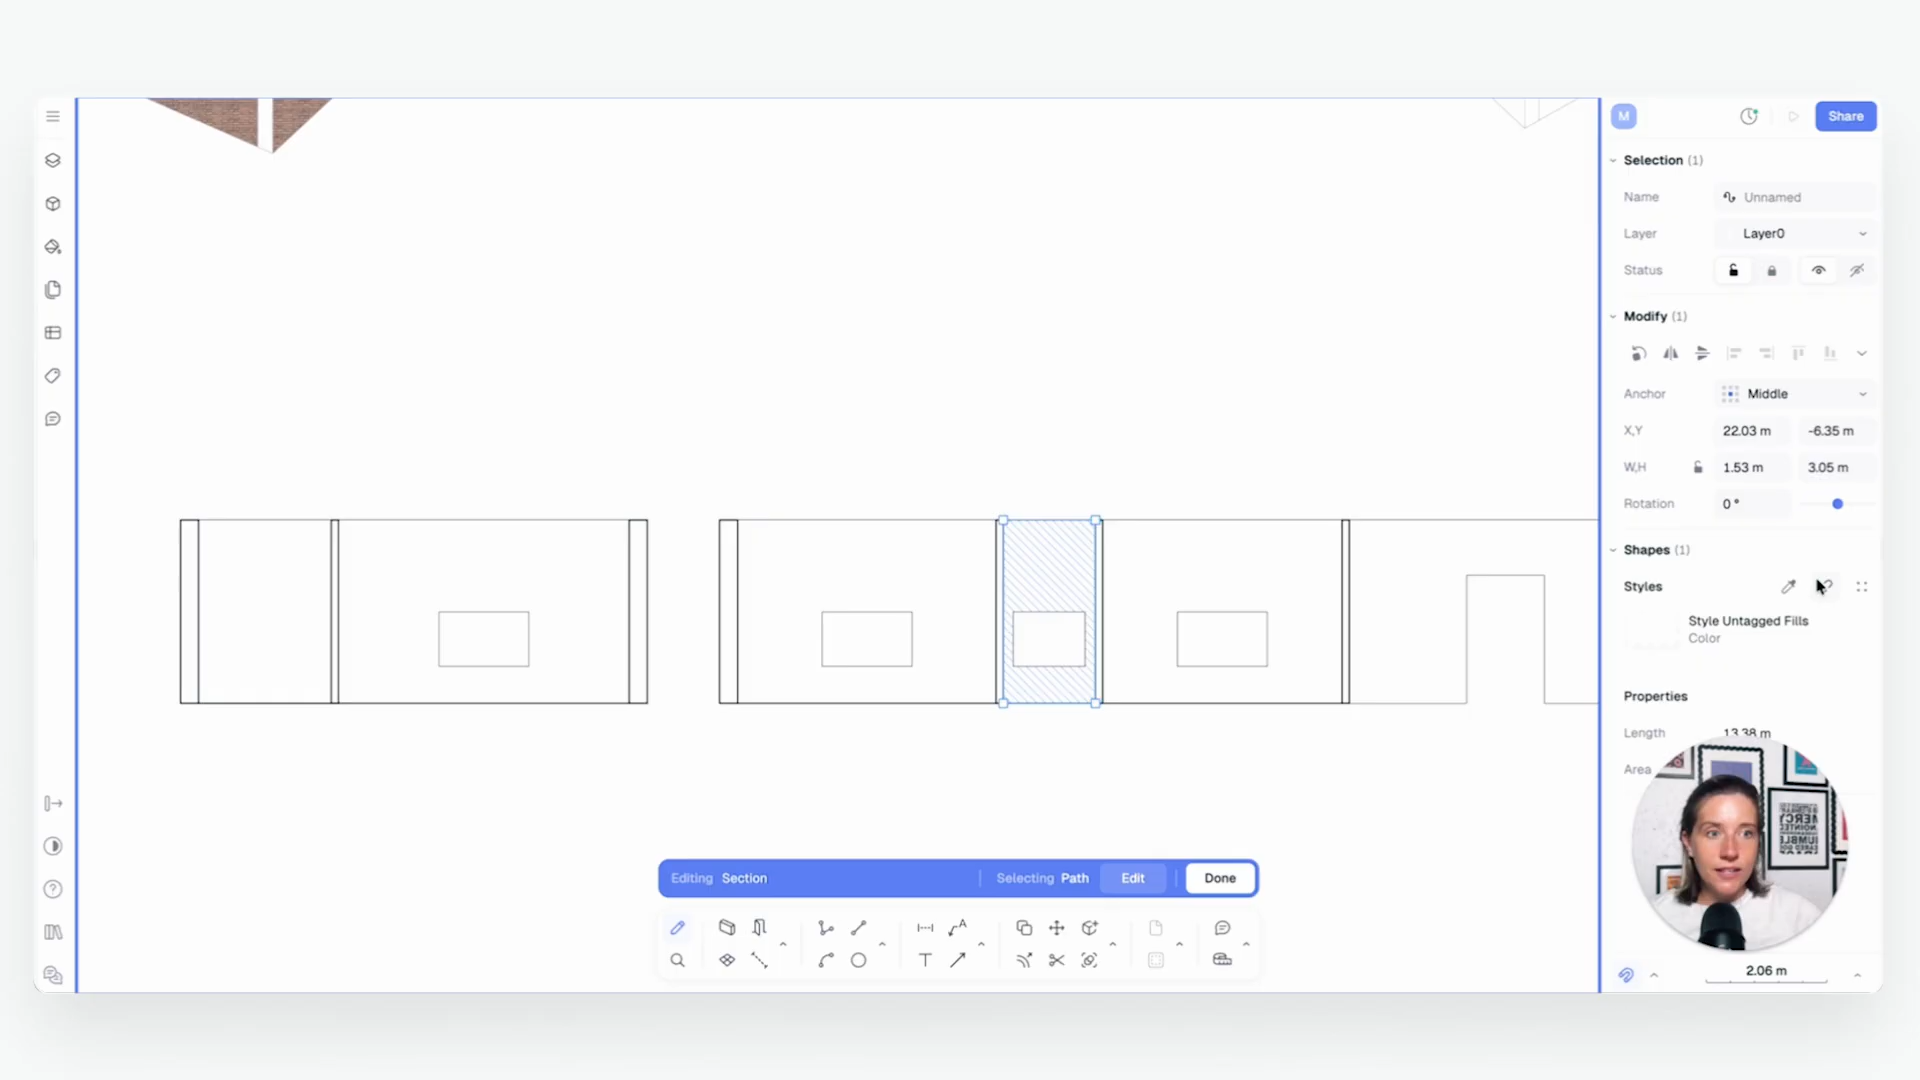 M
Share
Selection (1)
Name
Unnamed
Layer
Layer0
Status
Modify (1)
Anchor
Middle
X,Y
22.03 m
-6.35 m
W,H
1.53 m
3.05 m
Rotation
0 °
Shapes (1)
Styles
Style Untagged Fills
Color
Properties
Length
13.38 m
Area
Editing Section
Selecting Path
Edit
Done
2.06 m